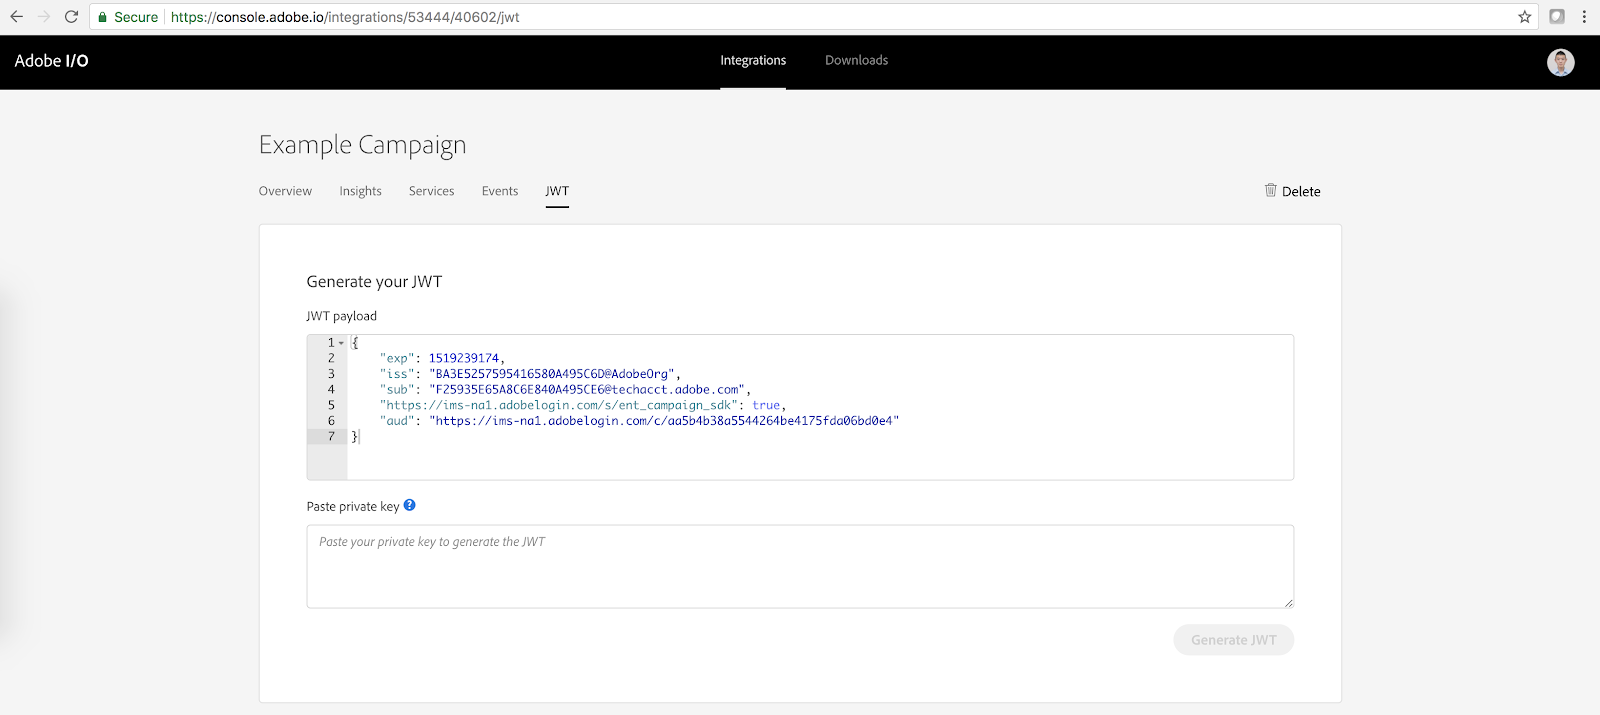 Secure https://console.adobe.io/integrations/53444/40602/jwt
Adobe I/O Integrations Downloads
Example Campaign
Overview Insights Services Events JWT Delete
Generate your JWT
JWT payload
1 {
2 "exp": 1519239174,
3 "iss": "BA3E5257595416580A495C6D@AdobeOrg",
4 "sub": "F25935E65A8C6E840A495CE6@techacct.adobe.com",
5 "https://ims-na1.adobelogin.com/s/ent_campaign_sdk": true,
6 "aud": "https://ims-na1.adobelogin.com/c/aa5b4b38a5544264be4175fda06bd0e4"
7 }
Paste private key ?
Paste your private key to generate the JWT
Generate JWT